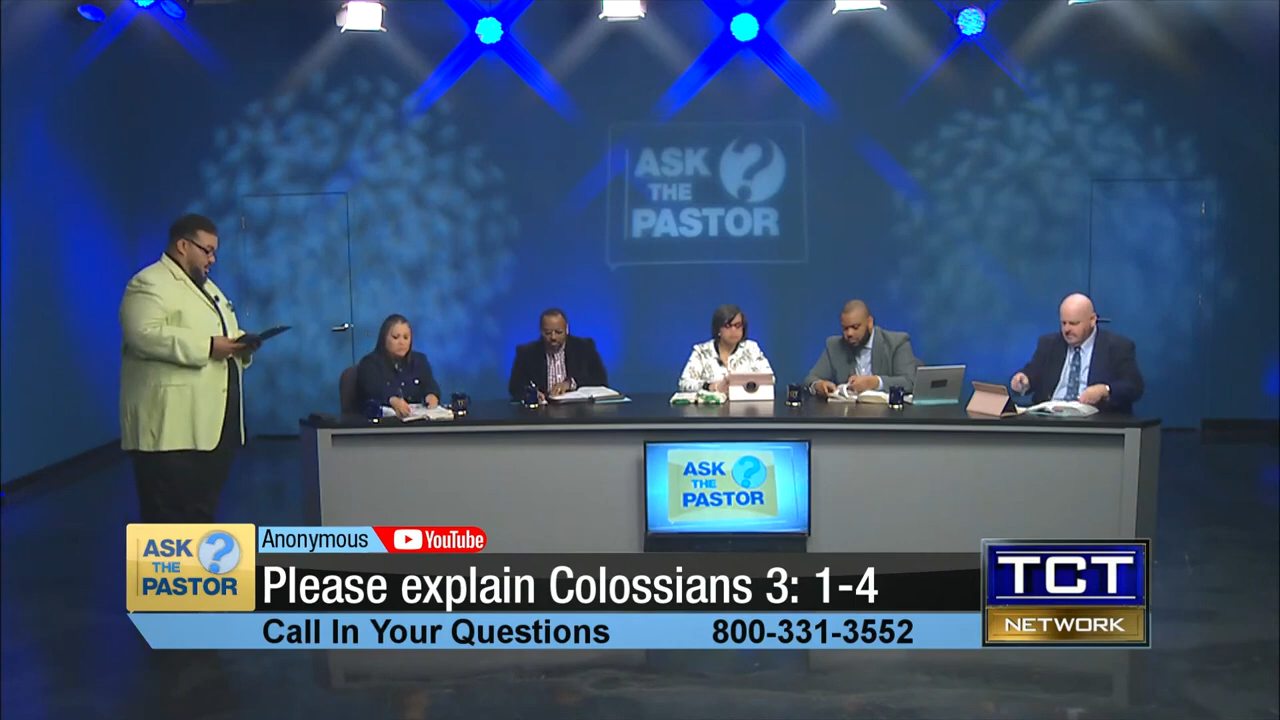 ASK
THE
PASTOR
?
ASK
THE
PASTOR
?
ASK
THE
PASTOR
?
Anonymous
YouTube
Please explain Colossians 3: 1-4
Call In Your Questions 800-331-3552
TCT
NETWORK